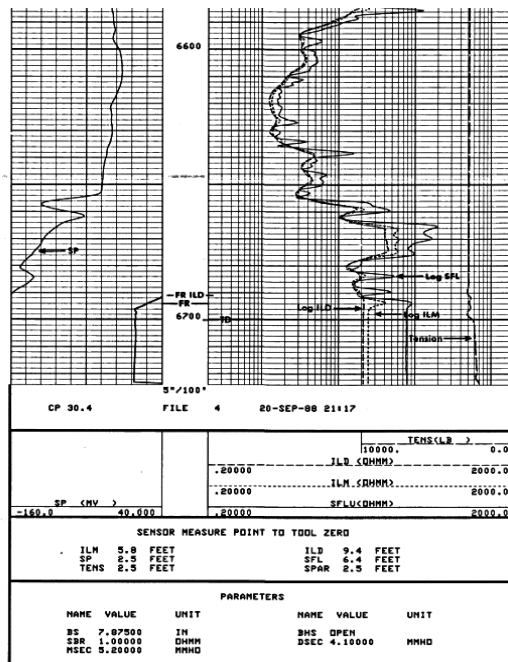 6600
SP
FR ILD
FR
Log SFL
Log ILD
Log ILM
6700
TD
Tension
5"/100'
CP 30.4 FILE 4 20-SEP-88 21:17
TENS(LB )
10000. 0.0
ILD (OHMM)
.20000 2000.0
ILM (OHMM)
.20000 2000.0
SP (MV ) SFLU(OHMM)
-160.0 40.000 .20000 2000.0
SENSOR MEASURE POINT TO TOOL ZERO
ILM 5.8 FEET ILD 9.4 FEET
SP 2.5 FEET SFL 6.4 FEET
TENS 2.5 FEET SPAR 2.5 FEET
PARAMETERS
NAME VALUE UNIT NAME VALUE UNIT
BS 7.87500 IN BHS OPEN
SBR 1.00000 OHMM DSEC 4.10000 MMHO
MSEC 5.20000 MMHO